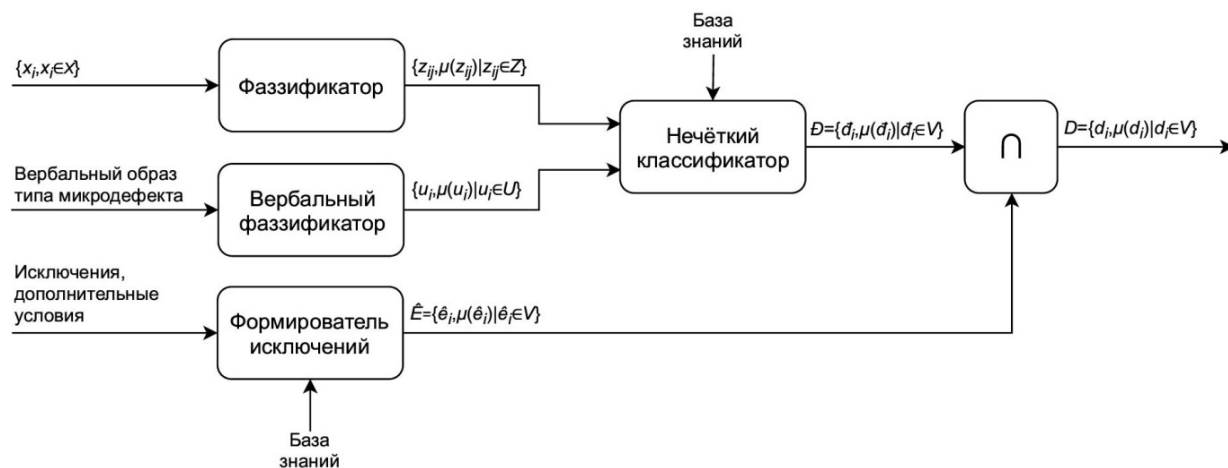 База
знаний
{xᵢ,xᵢ∈X}
Фаззификатор
{zᵢⱼ,μ(zᵢⱼ)|zᵢⱼ∈Z}
Нечёткий
классификатор
Đ={đᵢ,μ(đᵢ)|đᵢ∈V}
∩
D={dᵢ,μ(dᵢ)|dᵢ∈V}
Вербальный образ
типа микродефекта
Вербальный
фаззификатор
{uᵢ,μ(uᵢ)|uᵢ∈U}
Исключения,
дополнительные
условия
Формирователь
исключений
Ê={êᵢ,μ(êᵢ)|êᵢ∈V}
База
знаний